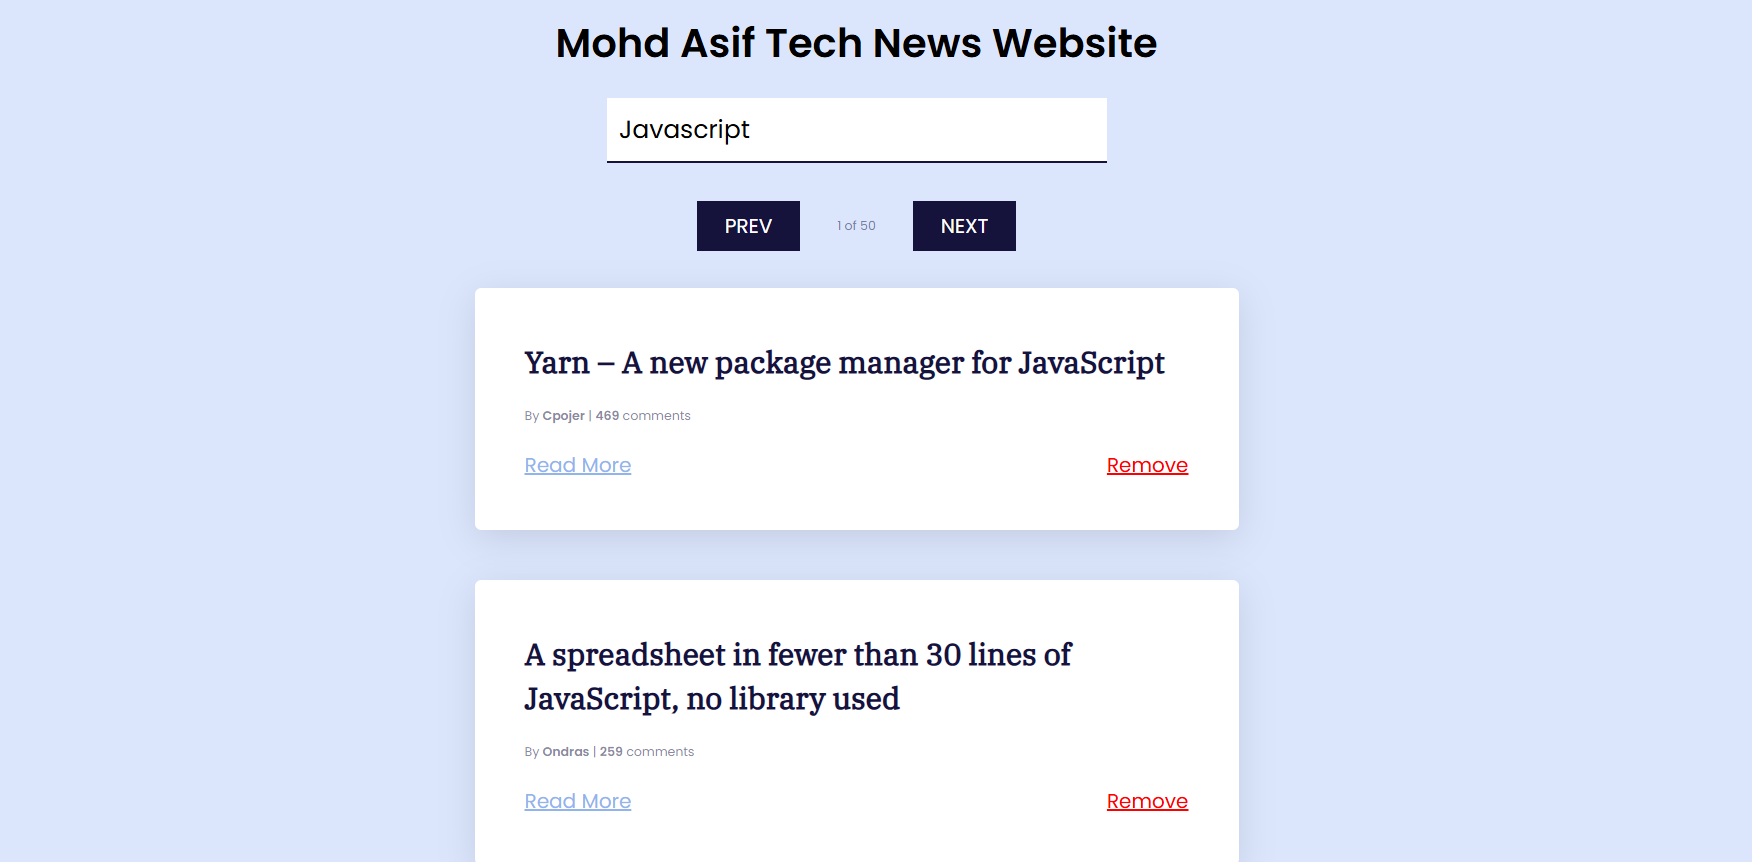 Mohd Asif Tech News Website
Javascript
PREV
1 of 50
NEXT
Yarn – A new package manager for JavaScript
By Cpojer | 469 comments
Read More
Remove
A spreadsheet in fewer than 30 lines of
JavaScript, no library used
By Ondras | 259 comments
Read More
Remove